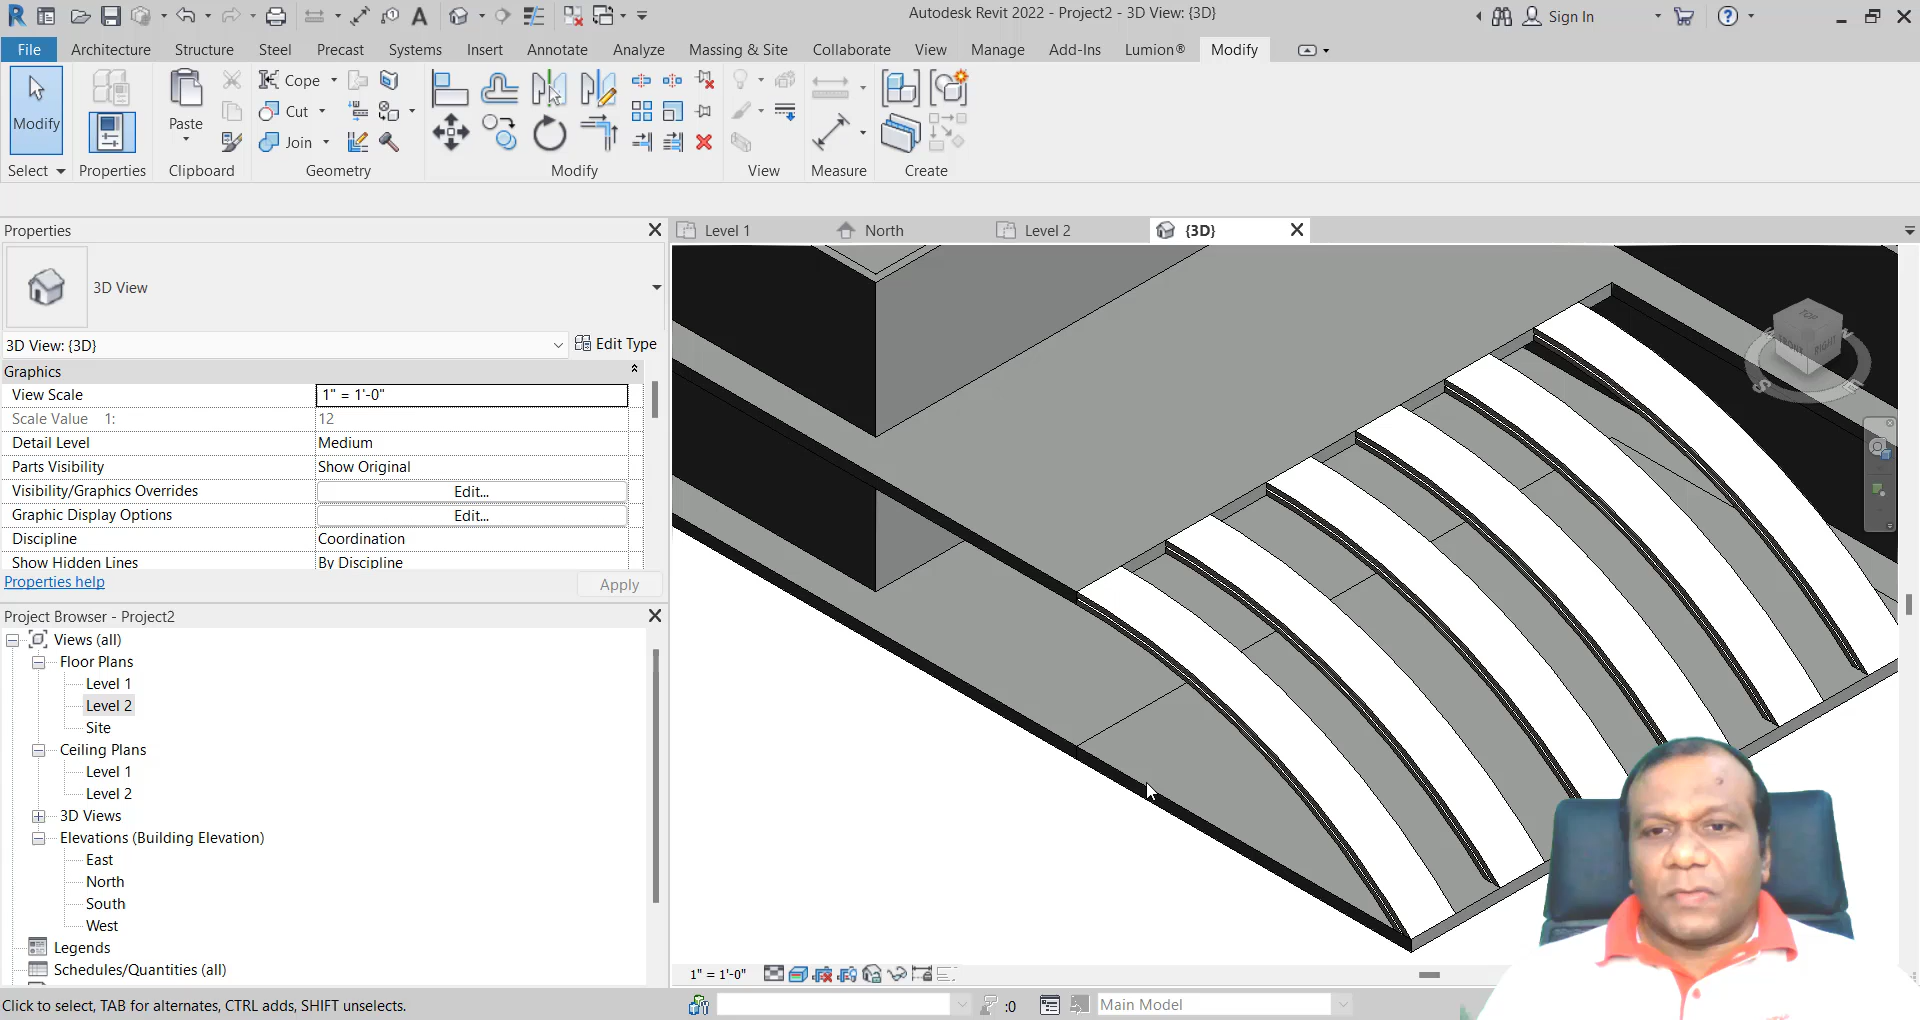 Autodesk Revit 2022 - Project2 - 3D View: {3D}
Sign In
File Architecture Structure Steel Precast Systems Insert Annotate Analyze Massing & Site Collaborate View Manage Add-Ins Lumion® Modify
Modify
Paste
Cope
Cut
Join
Select Properties Clipboard Geometry Modify View Measure Create
Properties
Level 1 North Level 2 {3D}
3D View
3D View: {3D} Edit Type
Graphics
View Scale 1" = 1'-0"
Scale Value 1: 12
Detail Level Medium
Parts Visibility Show Original
Visibility/Graphics Overrides Edit...
Graphic Display Options Edit...
Discipline Coordination
Show Hidden Lines By Discipline
Properties help Apply
Project Browser - Project2
Views (all)
Floor Plans
Level 1
Level 2
Site
Ceiling Plans
Level 1
Level 2
3D Views
Elevations (Building Elevation)
East
North
South
West
Legends
Schedules/Quantities (all)
TOP
FRONT RIGHT
S E
1" = 1'-0"
Click to select, TAB for alternates, CTRL adds, SHIFT unselects.
:0
Main Model